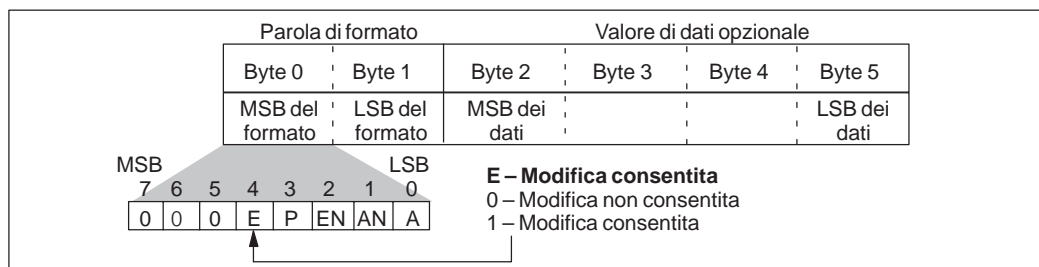 Parola di formato Valore di dati opzionale
Byte 0 Byte 1 Byte 2 Byte 3 Byte 4 Byte 5
MSB del formato LSB del formato MSB dei dati LSB dei dati
MSB LSB
7 6 5 4 3 2 1 0
0 0 0 E P EN AN A
E – Modifica consentita
0 – Modifica non consentita
1 – Modifica consentita